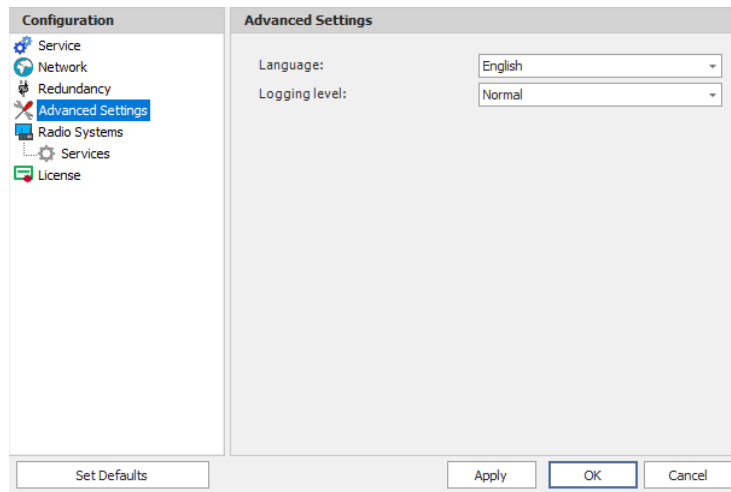 Configuration
Service
Network
Redundancy
Advanced Settings
Radio Systems
Services
License
Advanced Settings
Language: English
Logging level: Normal
Set Defaults Apply OK Cancel